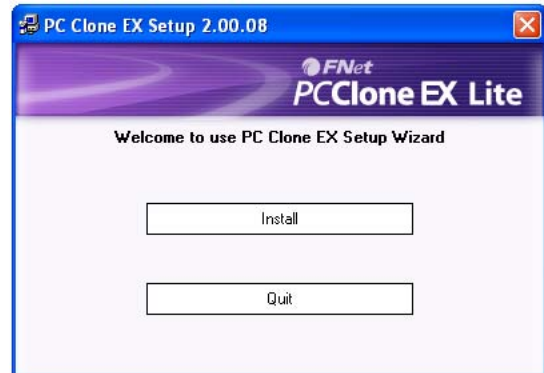 PC Clone EX Setup 2.00.08
FNet
PCClone EX Lite
Welcome to use PC Clone EX Setup Wizard
Install
Quit